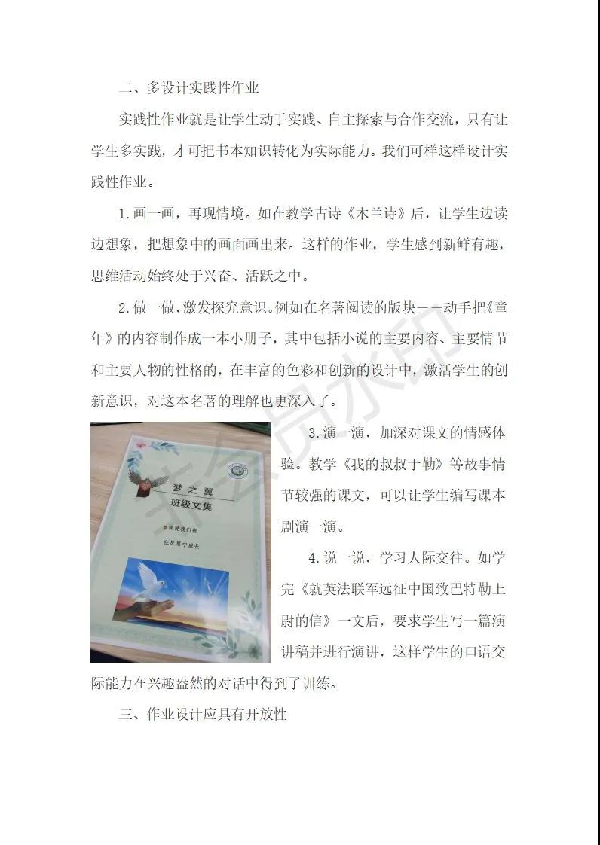 二、多设计实践性作业
实践性作业就是让学生动手实践、自主探索与合作交流，只有让
学生多实践，才可把书本知识转化为实际能力。我们可样这样设计实
践性作业。
1.画一画，再现情境。如在教学古诗《木兰诗》后，让学生边读
边想象，把想象中的画面画出来，这样的作业，学生感到新鲜有趣，
思维活动始终处于兴奋、活跃之中。
2.做一做，激发探究意识。例如在名著阅读的版块——动手把《童
年》的内容制作成一本小册子，其中包括小说的主要内容、主要情节
和主要人物的性格的，在丰富的色彩和创新的设计中，激活学生的创
新意识，对这本名著的理解也更深入了。
3.演一演，加深对课文的情感体
验。教学《我的叔叔于勒》等故事情
节较强的课文，可以让学生编写课本
剧演一演。
4.说一说，学习人际交往。如学
完《就英法联军远征中国致巴特勒上
尉的信》一文后，要求学生写一篇演
讲稿并进行演讲，这样学生的口语交
际能力在兴趣盎然的对话中得到了训练。
三、作业设计应具有开放性
梦之翼
班级文集
非会员水印